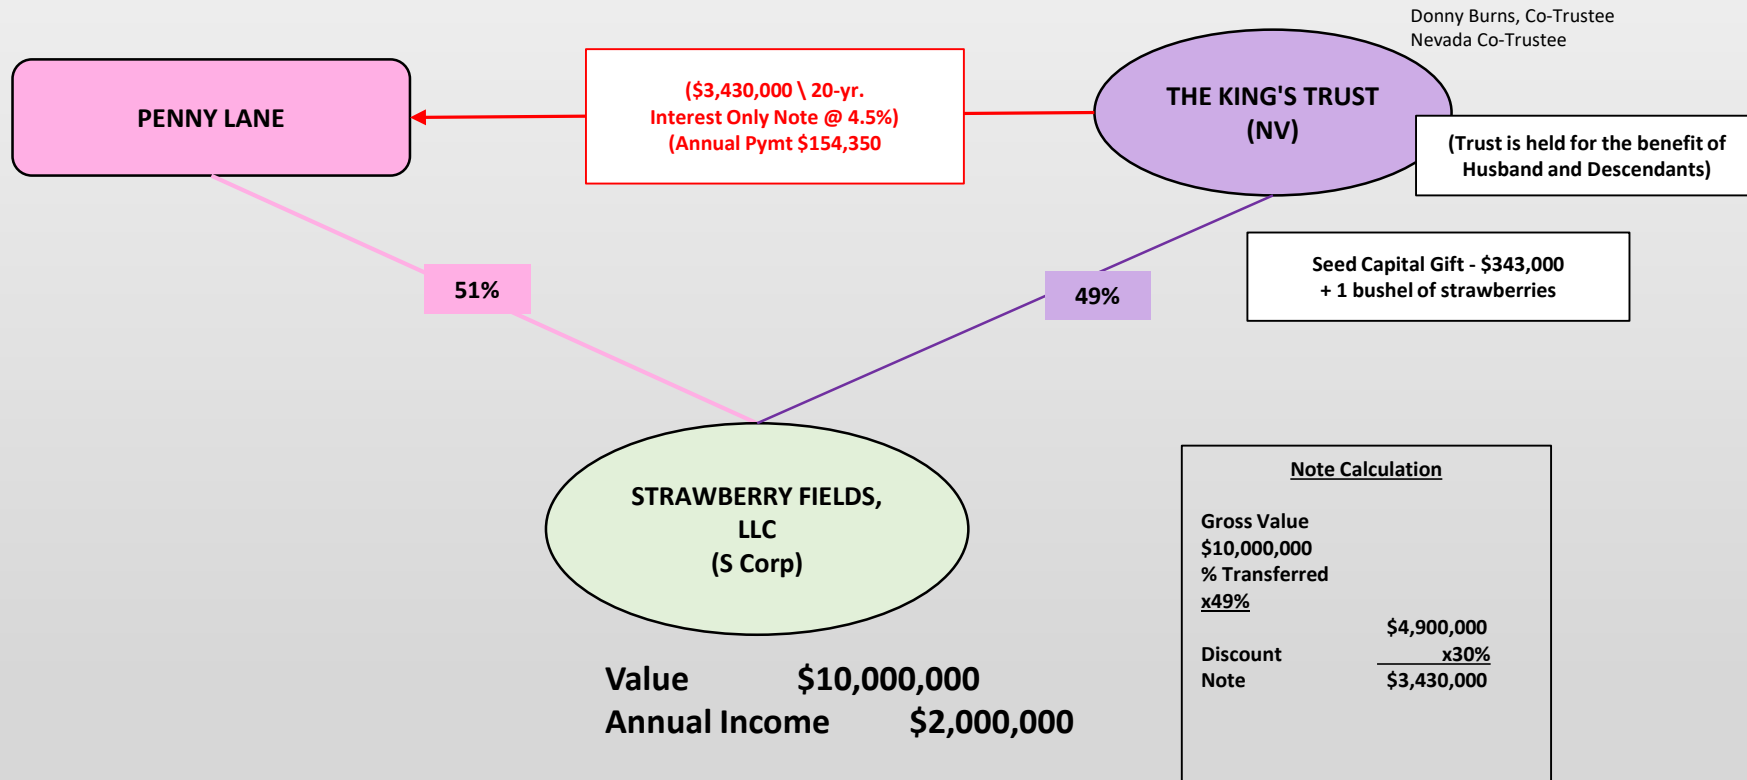 Donny Burns, Co-Trustee
Nevada Co-Trustee
PENNY LANE
($3,430,000 \ 20-yr.
Interest Only Note @ 4.5%)
(Annual Pymt $154,350
THE KING'S TRUST
(NV)
(Trust is held for the benefit of
Husband and Descendants)
Seed Capital Gift - $343,000
+ 1 bushel of strawberries
51%
49%
STRAWBERRY FIELDS,
LLC
(S Corp)
Value $10,000,000
Annual Income $2,000,000
Note Calculation
Gross Value
$10,000,000
% Transferred
x49%
$4,900,000
Discount x30%
Note $3,430,000